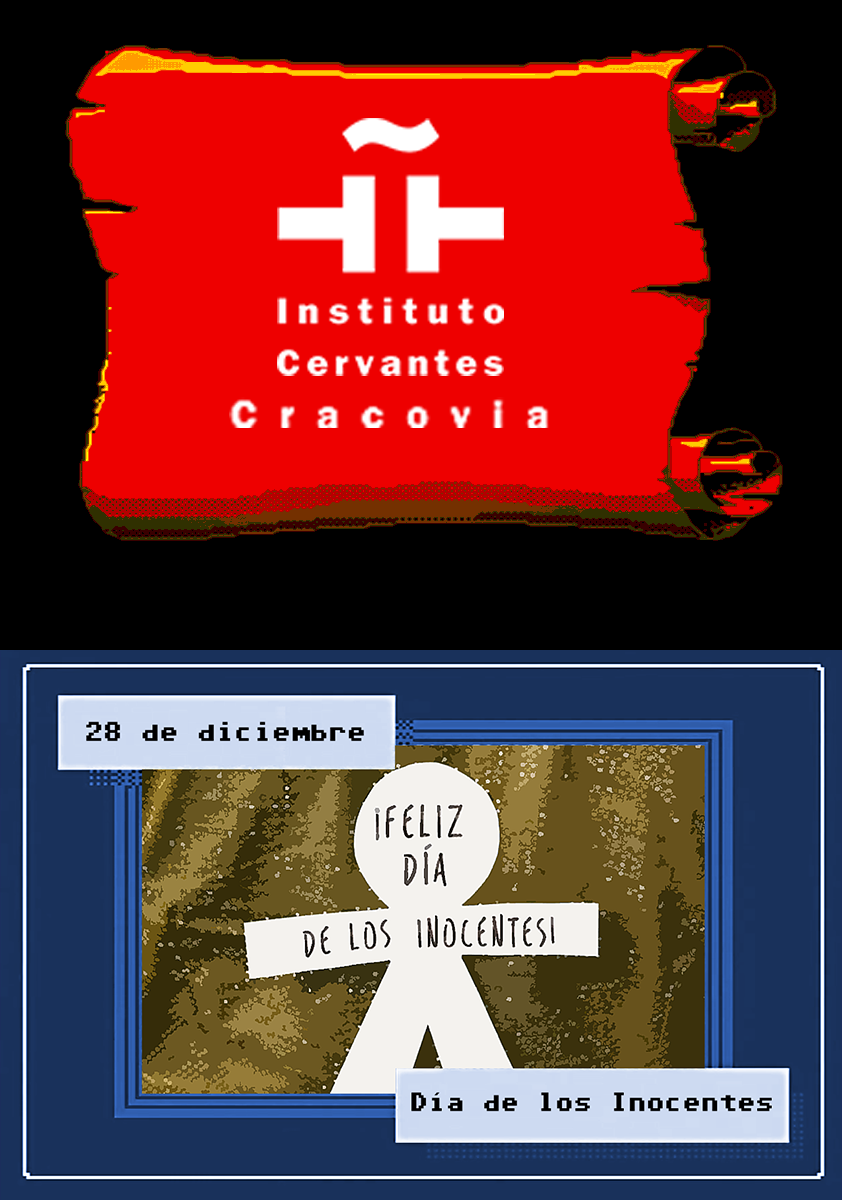 Instituto
Cervantes
Cracovia
28 de diciembre
¡FELIZ
DÍA
DE LOS INOCENTES!
Día de los Inocentes